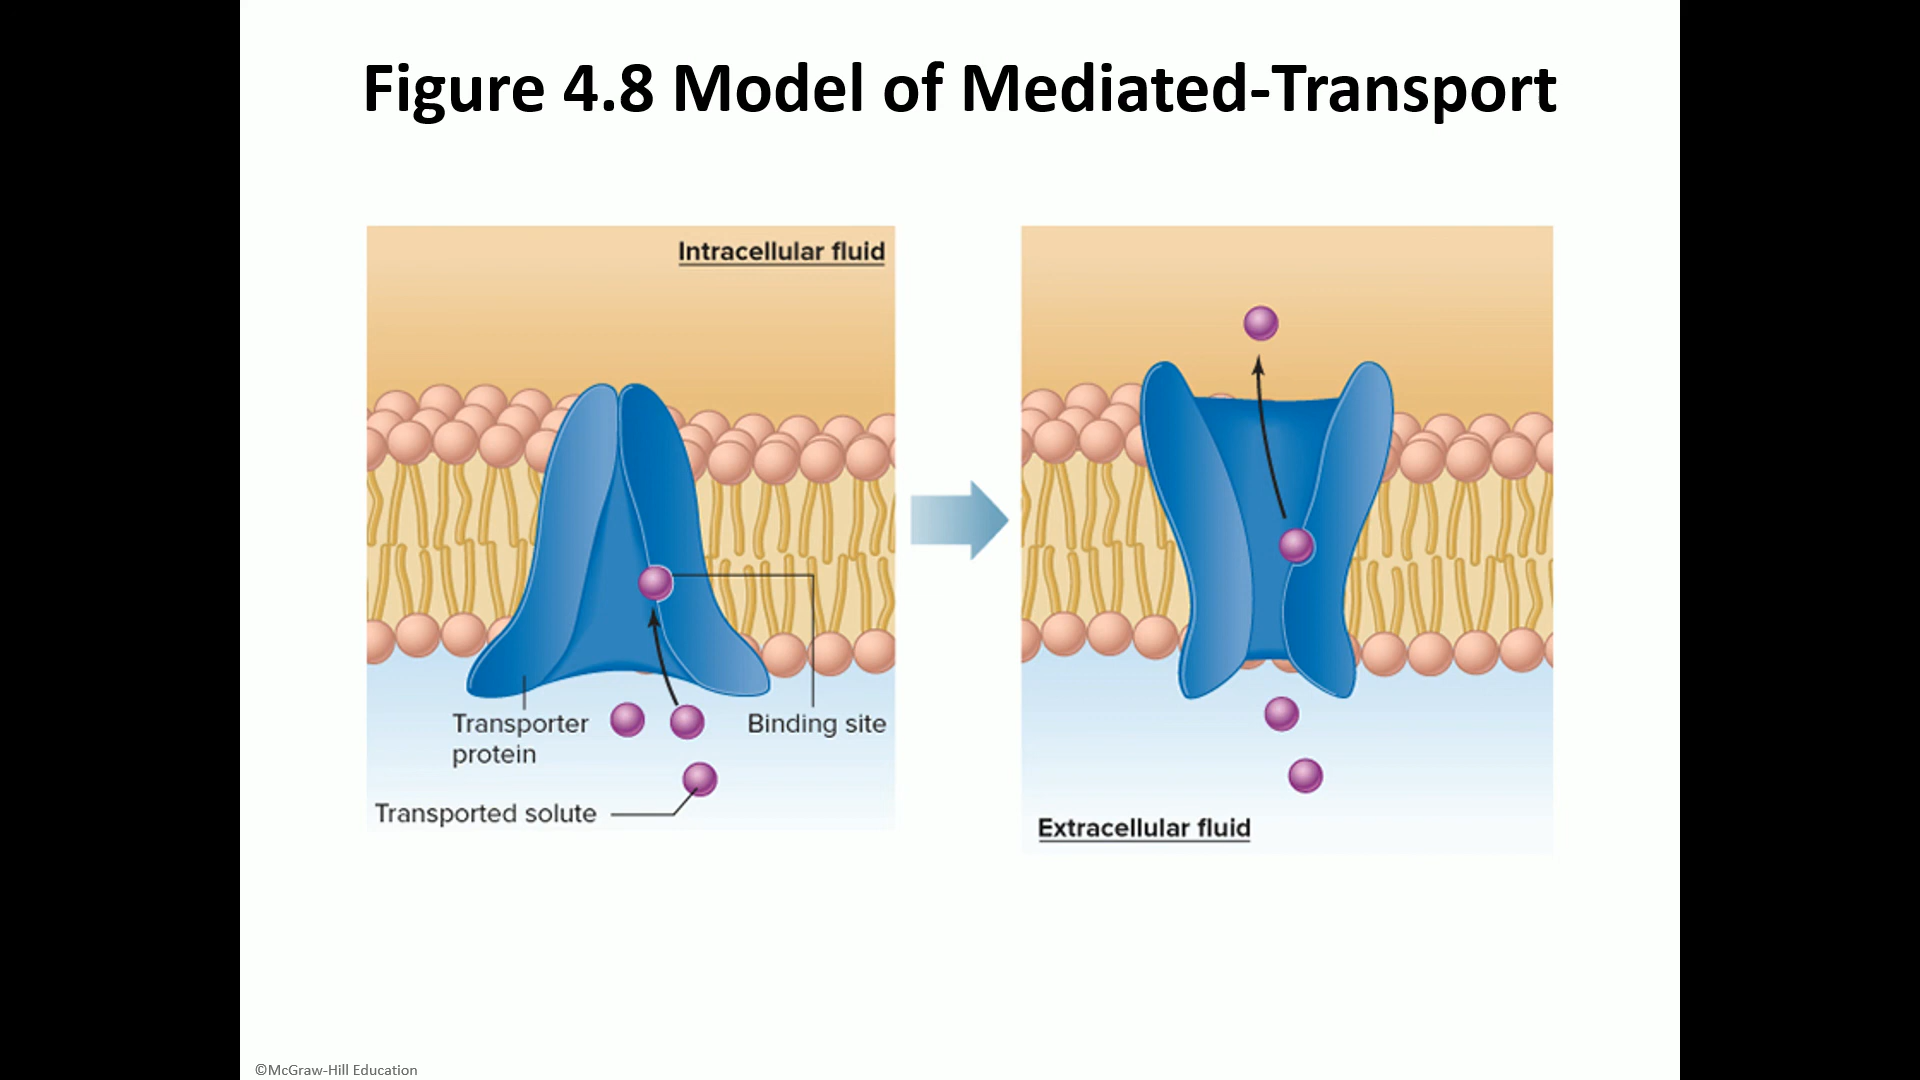 Figure 4.8 Model of Mediated-Transport
Intracellular fluid
Transporter
protein
Binding site
Transported solute
Extracellular fluid
©McGraw-Hill Education